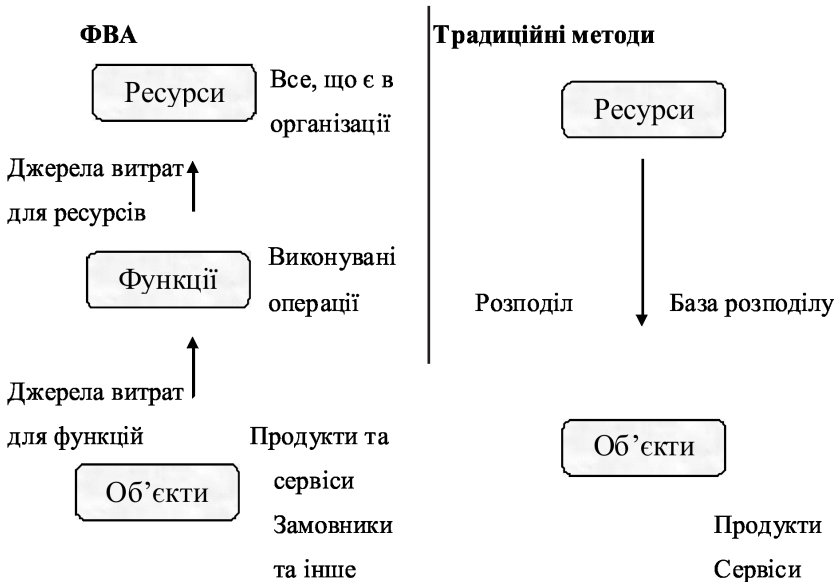 ФВА
Ресурси
Все, що є в
організації
Джерела витрат
для ресурсів
Функції
Виконувані
операції
Джерела витрат
для функцій
Об’єкти
Продукти та
сервіси
Замовники
та інше
Традиційні методи
Ресурси
Розподіл
База розподілу
Об’єкти
Продукти
Сервіси